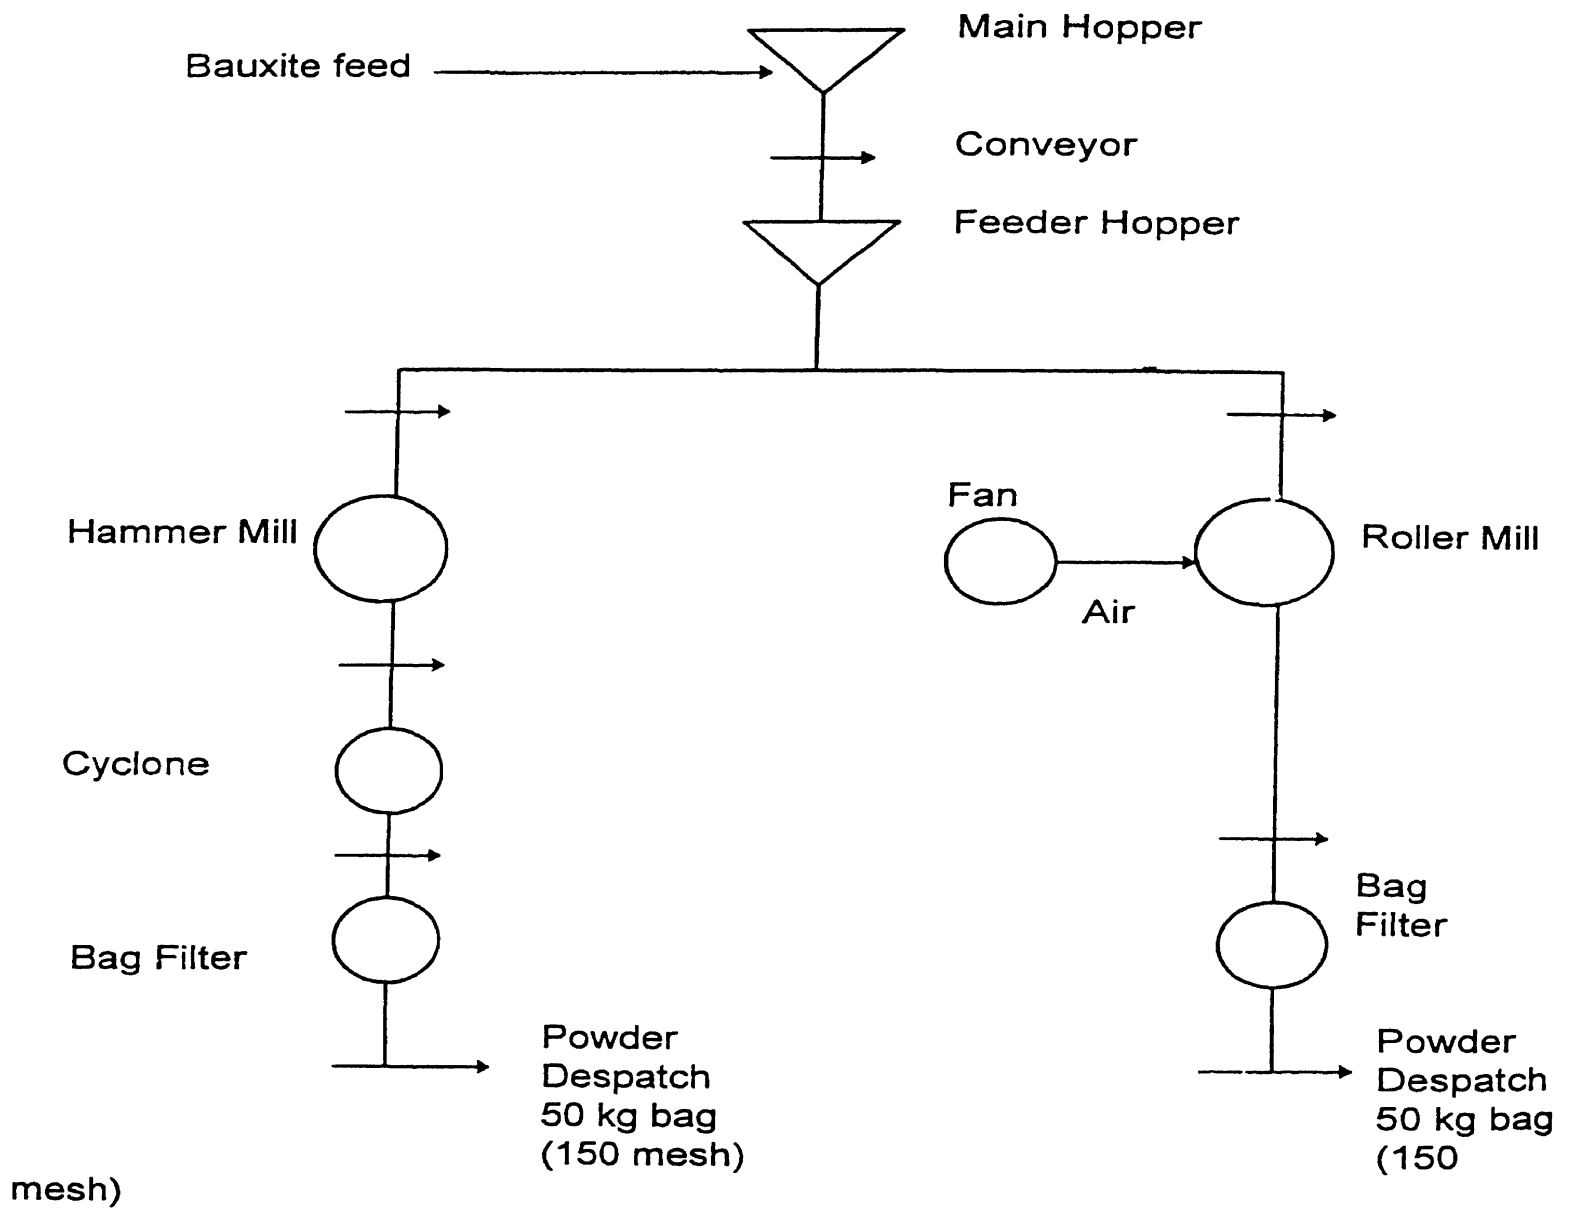 Main Hopper
Bauxite feed
Conveyor
Feeder Hopper
Fan
Hammer Mill
Roller Mill
Air
Cyclone
Bag
Filter
Bag Filter
Powder
Despatch
50 kg bag
(150 mesh)
Powder
Despatch
50 kg bag
(150
mesh)